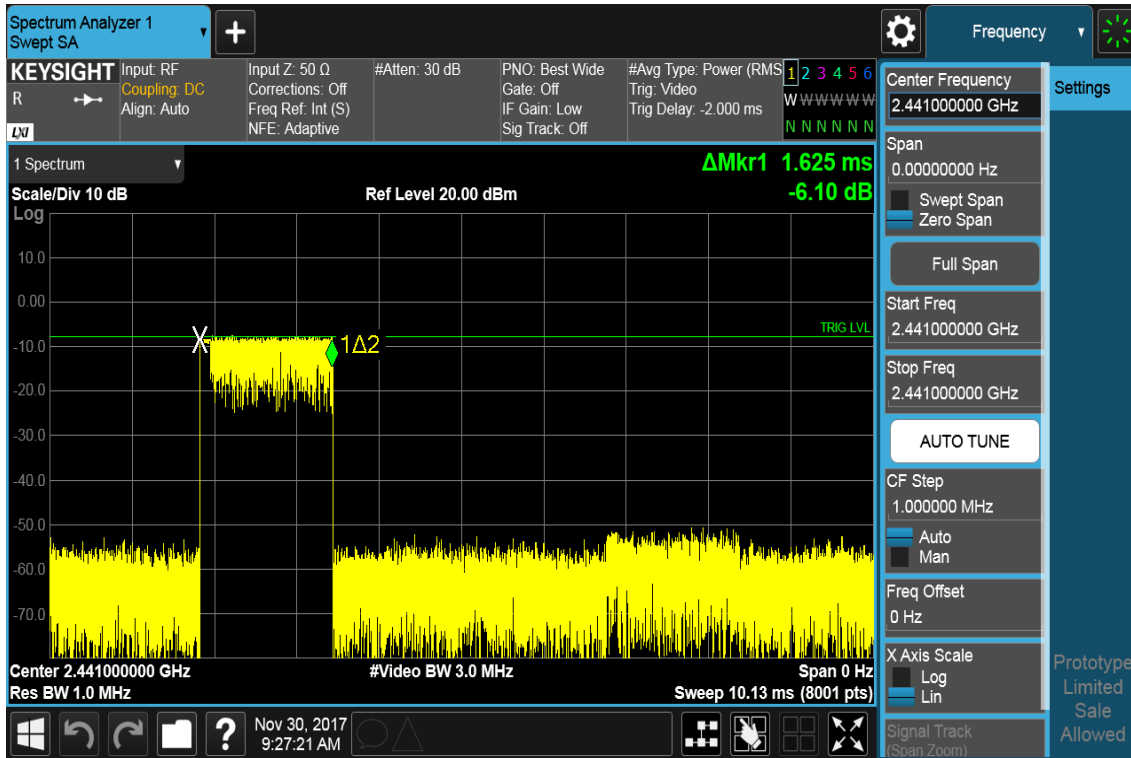 Spectrum Analyzer 1
Swept SA
+
Frequency
KEYSIGHT
R
LXI
Input: RF
Coupling: DC
Align: Auto
Input Z: 50 Ω
Corrections: Off
Freq Ref: Int (S)
NFE: Adaptive
#Atten: 30 dB
PNO: Best Wide
Gate: Off
IF Gain: Low
Sig Track: Off
#Avg Type: Power (RMS
Trig: Video
Trig Delay: -2.000 ms
1 2 3 4 5 6
W W W W W W
N N N N N N
1 Spectrum
ΔMkr1 1.625 ms
-6.10 dB
Scale/Div 10 dB
Ref Level 20.00 dBm
Log
10.0
0.00
-10.0
-20.0
-30.0
-40.0
-50.0
-60.0
-70.0
TRIG LVL
X
1Δ2
Center 2.441000000 GHz
#Video BW 3.0 MHz
Span 0 Hz
Res BW 1.0 MHz
Sweep 10.13 ms (8001 pts)
?
Nov 30, 2017
9:27:21 AM
Center Frequency
2.441000000 GHz
Span
0.00000000 Hz
Swept Span
Zero Span
Full Span
Start Freq
2.441000000 GHz
Stop Freq
2.441000000 GHz
AUTO TUNE
CF Step
1.000000 MHz
Auto
Man
Freq Offset
0 Hz
X Axis Scale
Log
Lin
Signal Track
(Span Zoom)
Settings
Prototype
Limited
Sale
Allowed